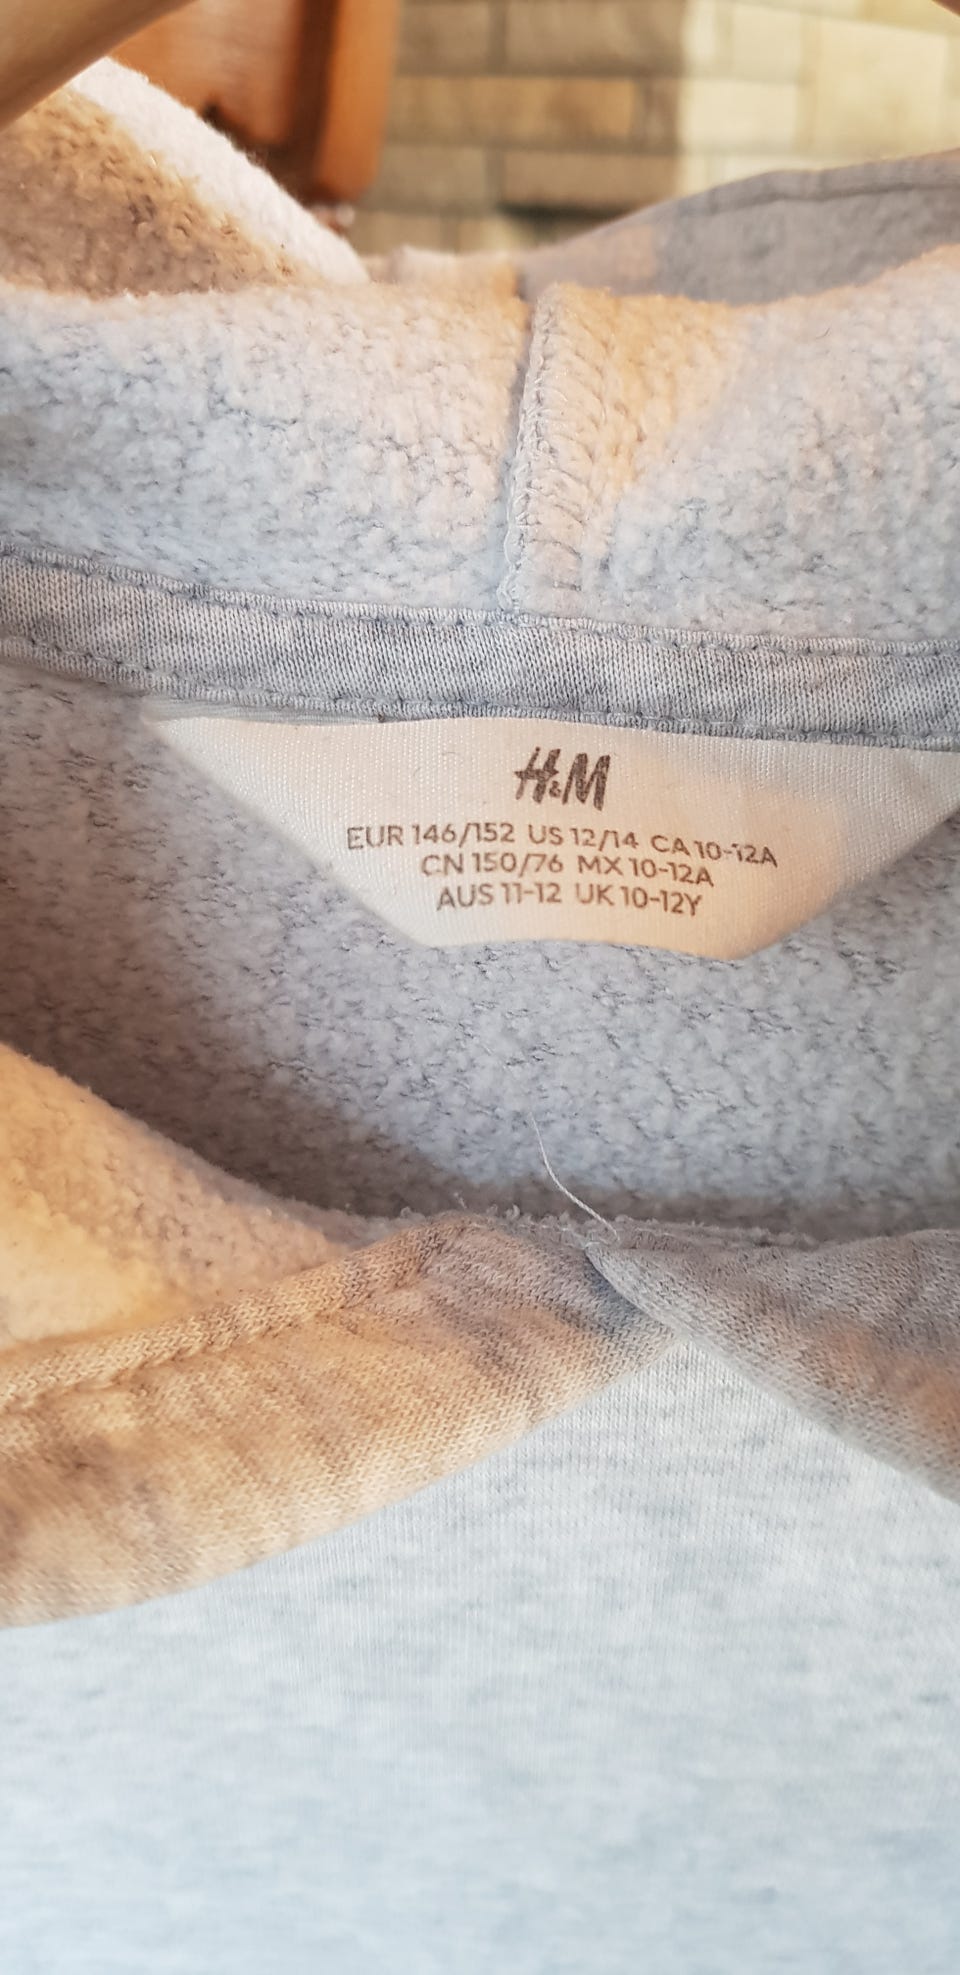 H&M
EUR 146/152 US 12/14 CA 10-12A
CN 150/76 MX 10-12A
AUS 11-12 UK 10-12Y